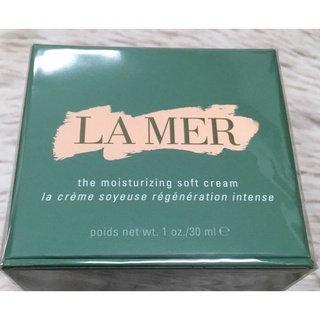 LA MER
the moisturizing soft cream
la crème soyeuse régénération intense
poids net wt. 1 oz./30 ml ℮